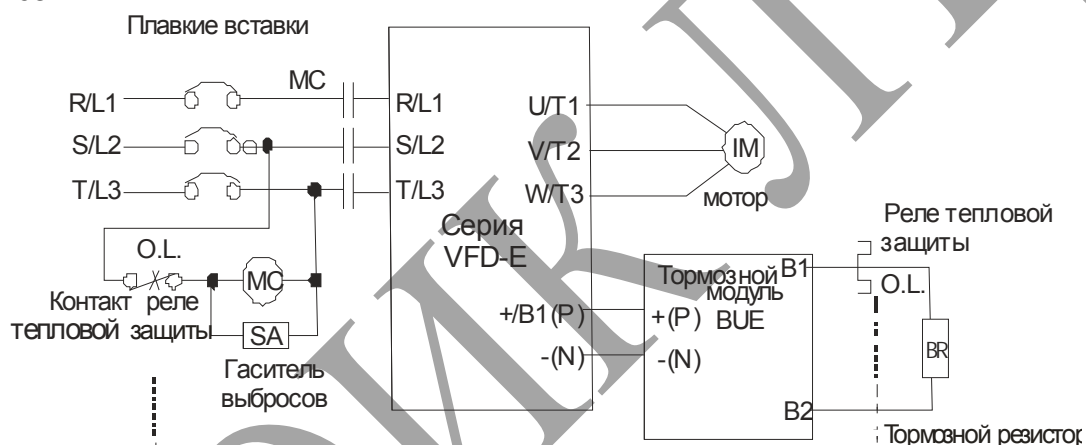 Плавкие вставки
MC
R/L1
R/L1
U/T1
S/L2
S/L2
V/T2
IM
T/L3
T/L3
W/T3
мотор
Серия
VFD-E
Реле тепловой
защиты
O.L.
O.L.
MC
Контакт реле
тепловой защиты
SA
Гаситель
выбросов
+/B1(P)
-(N)
Тормозной
модуль
BUE
+(P)
-(N)
B1
B2
BR
Тормозной резистор